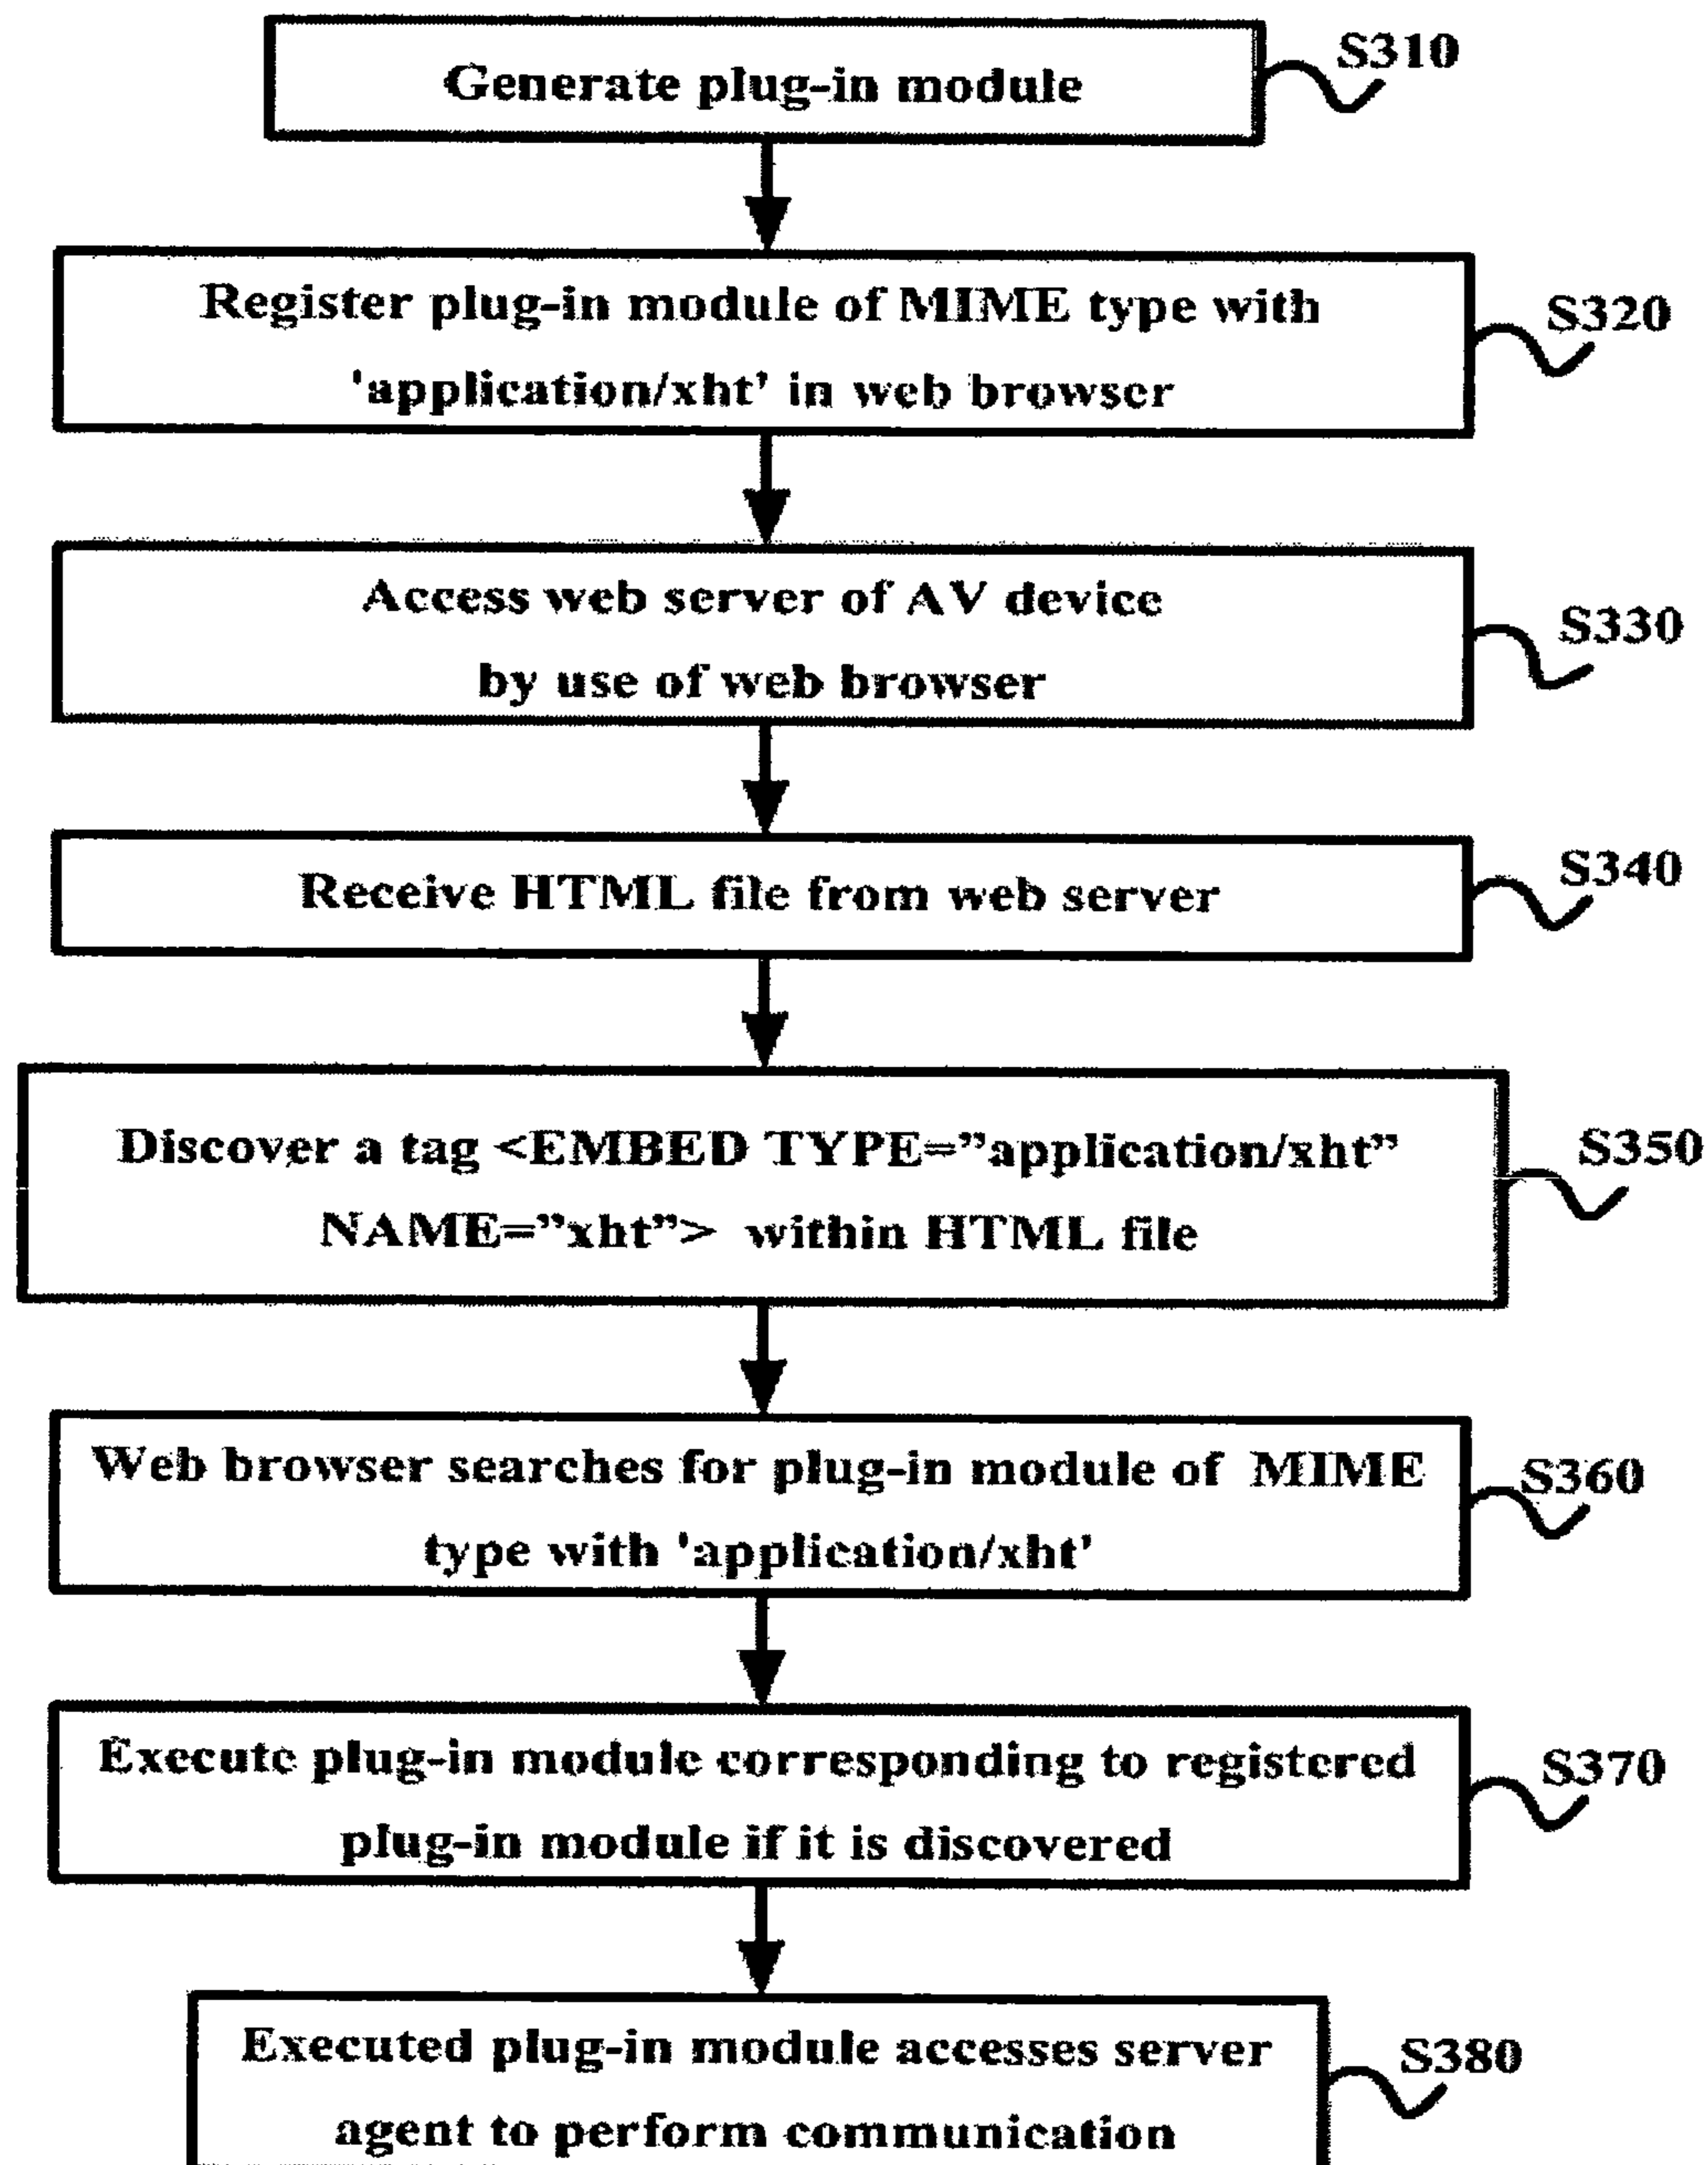 Generate plug-in module
S310
Register plug-in module of MIME type with
'application/xht' in web browser
S320
Access web server of AV device
by use of web browser
S330
Receive HTML file from web server
S340
Discover a tag <EMBED TYPE=”application/xht”
NAME=”xht”> within HTML file
S350
Web browser searches for plug-in module of MIME
type with 'application/xht'
S360
Execute plug-in module corresponding to registered
plug-in module if it is discovered
S370
Executed plug-in module accesses server
agent to perform communication
S380